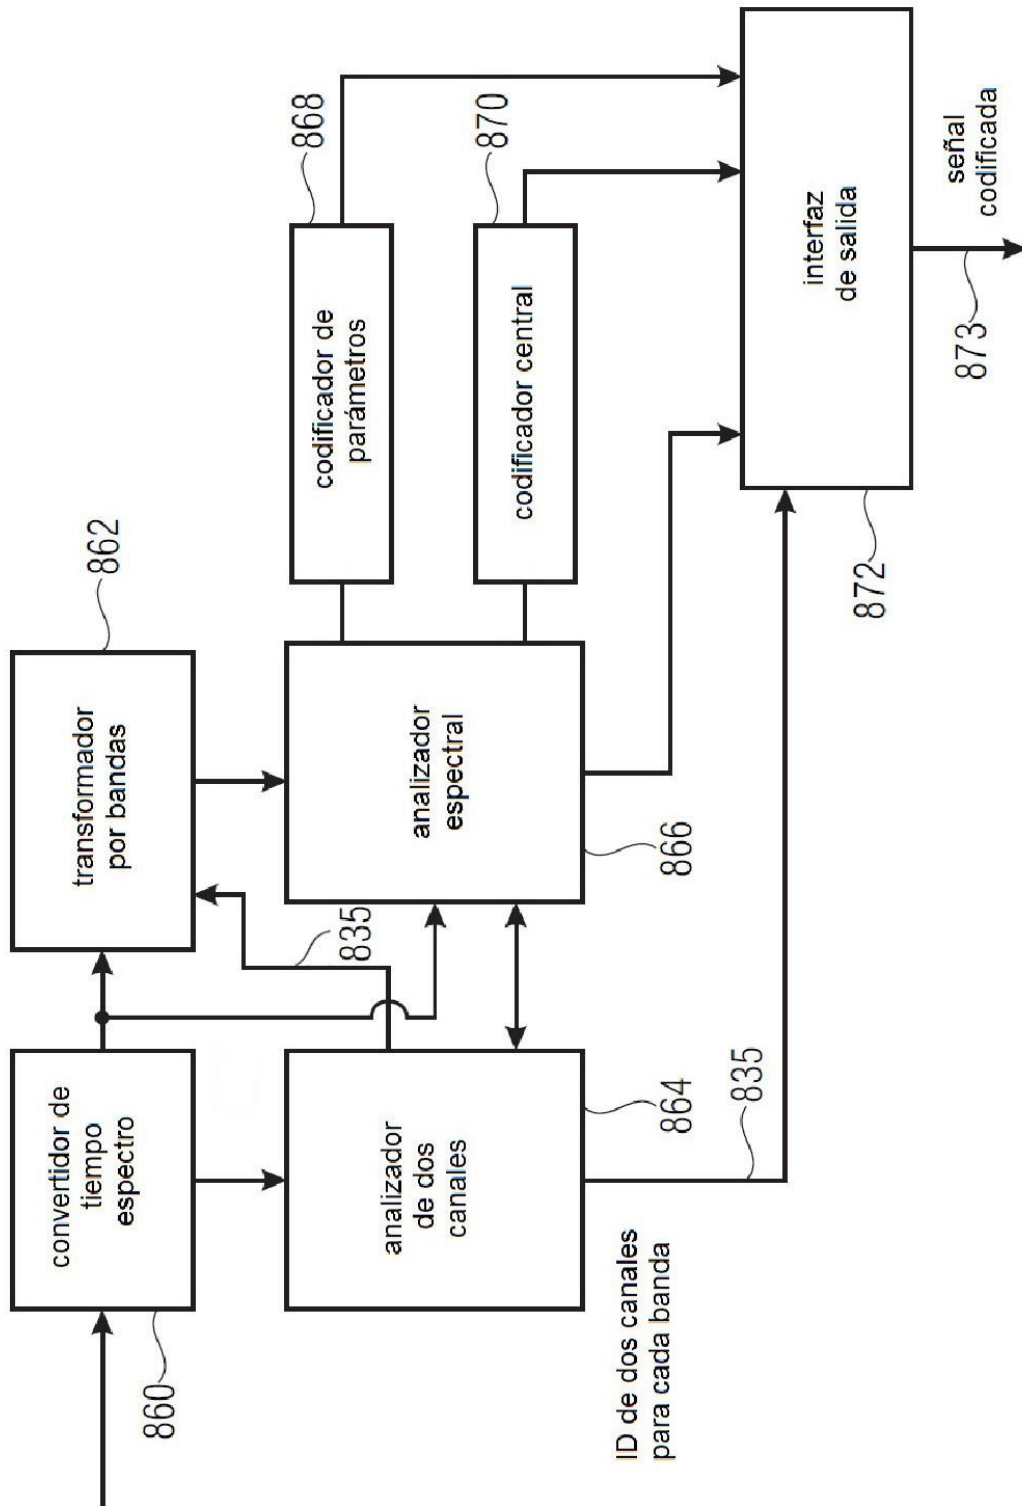 convertidor de
tiempo
espectro
860
transformador
por bandas
862
analizador
de dos
canales
864
835
analizador
espectral
866
codificador de
parámetros
868
codificador central
870
ID de dos canales
para cada banda
835
interfaz
de salida
872
873
señal
codificada